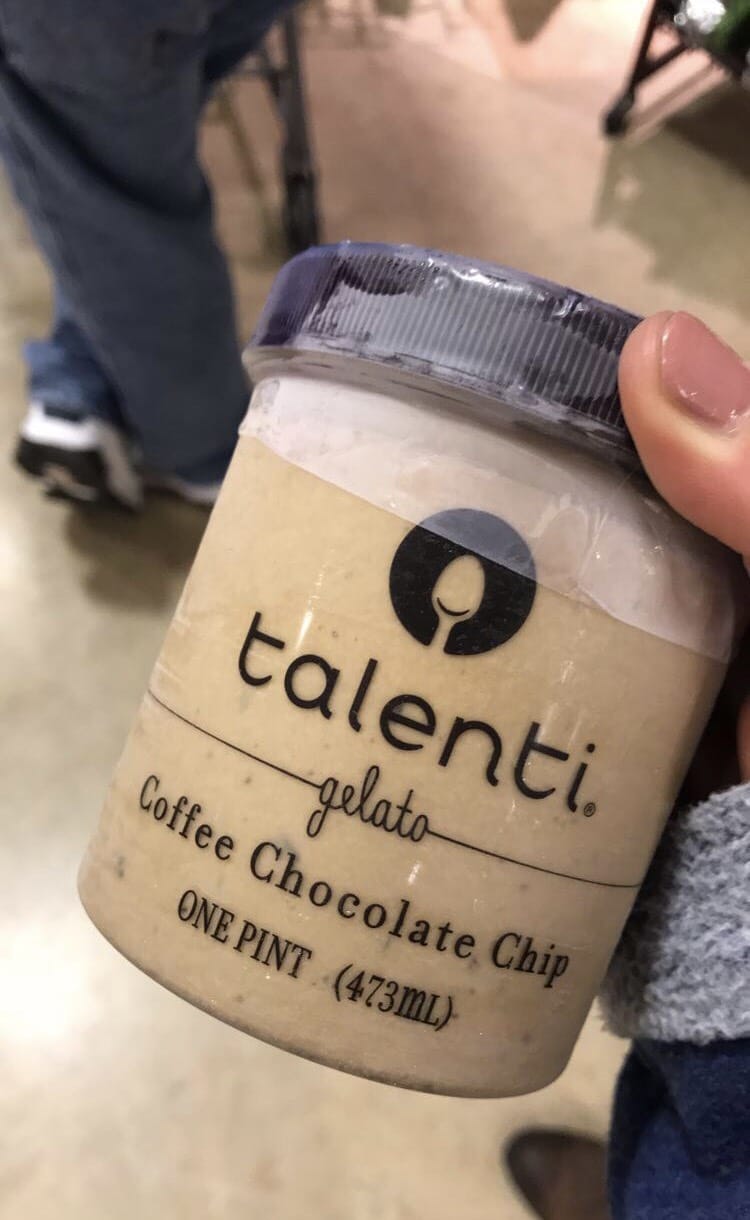 talenti®
gelato
Coffee Chocolate Chip
ONE PINT (473mL)